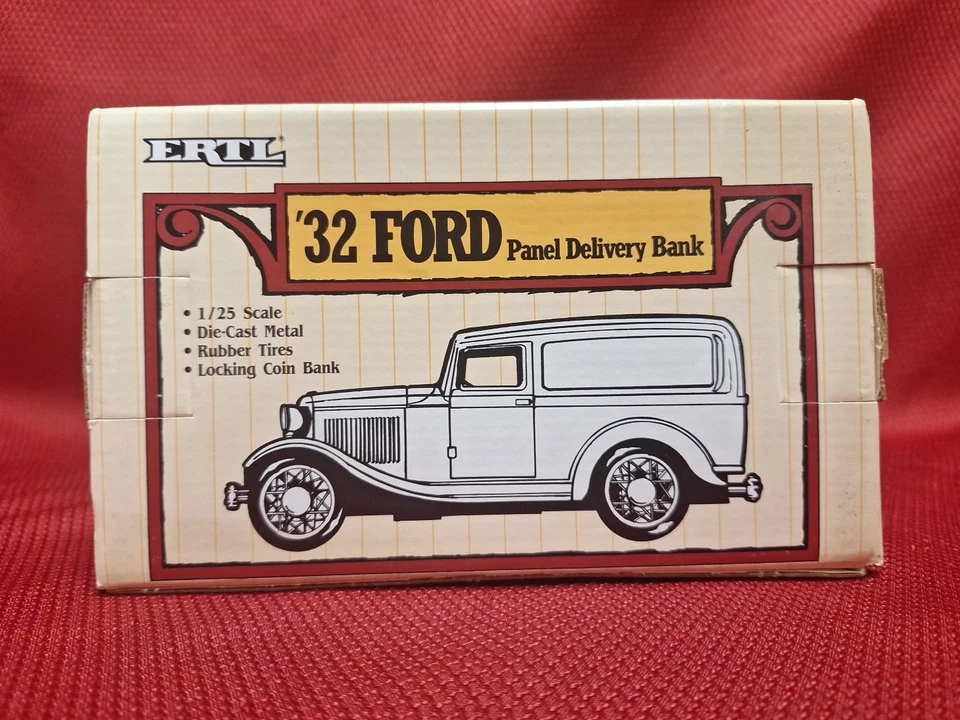 ERTL®
'32 FORD Panel Delivery Bank
• 1/25 Scale
• Die-Cast Metal
• Rubber Tires
• Locking Coin Bank